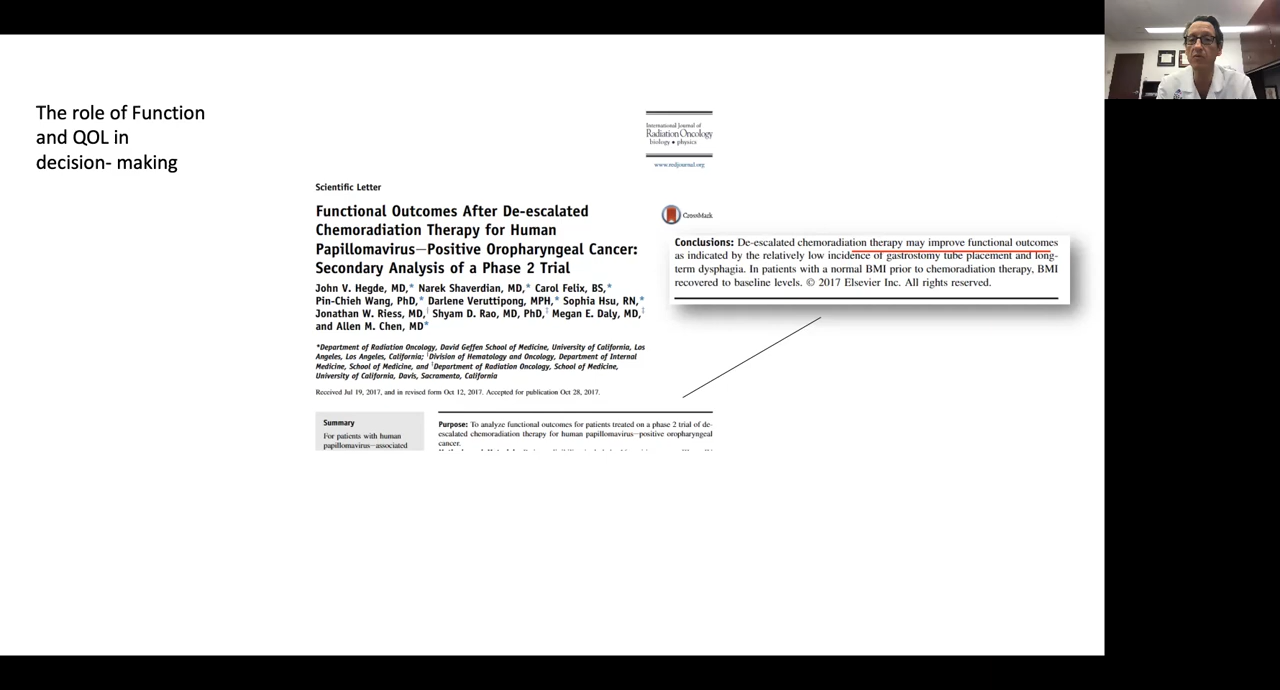 The role of Function
and QOL in
decision- making
International Journal of
Radiation Oncology
biology • physics
www.redjournal.org
Scientific Letter
Functional Outcomes After De-escalated
Chemoradiation Therapy for Human
Papillomavirus–Positive Oropharyngeal Cancer:
Secondary Analysis of a Phase 2 Trial
CrossMark
John V. Hegde, MD,* Narek Shaverdian, MD,* Carol Felix, BS,*
Pin-Chieh Wang, PhD,* Darlene Veruttipong, MPH,* Sophia Hsu, RN,*
Jonathan W. Riess, MD,† Shyam D. Rao, MD, PhD,‡ Megan E. Daly, MD,‡
and Allen M. Chen, MD*
*Department of Radiation Oncology, David Geffen School of Medicine, University of California, Los
Angeles, Los Angeles, California; †Division of Hematology and Oncology, Department of Internal
Medicine, School of Medicine, and ‡Department of Radiation Oncology, School of Medicine,
University of California, Davis, Sacramento, California
Received Jul 19, 2017, and in revised form Oct 12, 2017. Accepted for publication Oct 28, 2017.
Summary
For patients with human
papillomavirus–associated
Purpose: To analyze functional outcomes for patients treated on a phase 2 trial of de-
escalated chemoradiation therapy for human papillomavirus–positive oropharyngeal
cancer.
Conclusions: De-escalated chemoradiation therapy may improve functional outcomes
as indicated by the relatively low incidence of gastrostomy tube placement and long-
term dysphagia. In patients with a normal BMI prior to chemoradiation therapy, BMI
recovered to baseline levels. © 2017 Elsevier Inc. All rights reserved.